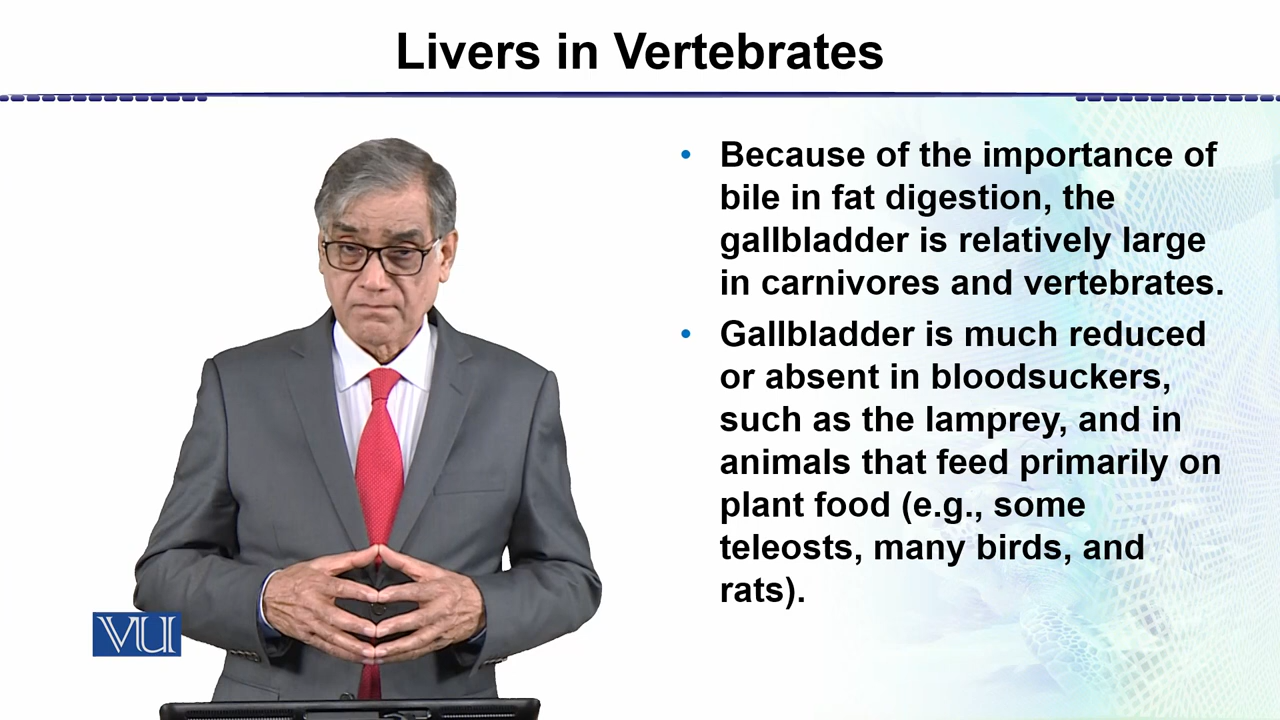 Livers in Vertebrates
• Because of the importance of
bile in fat digestion, the
gallbladder is relatively large
in carnivores and vertebrates.
• Gallbladder is much reduced
or absent in bloodsuckers,
such as the lamprey, and in
animals that feed primarily on
plant food (e.g., some
teleosts, many birds, and
rats).
VU